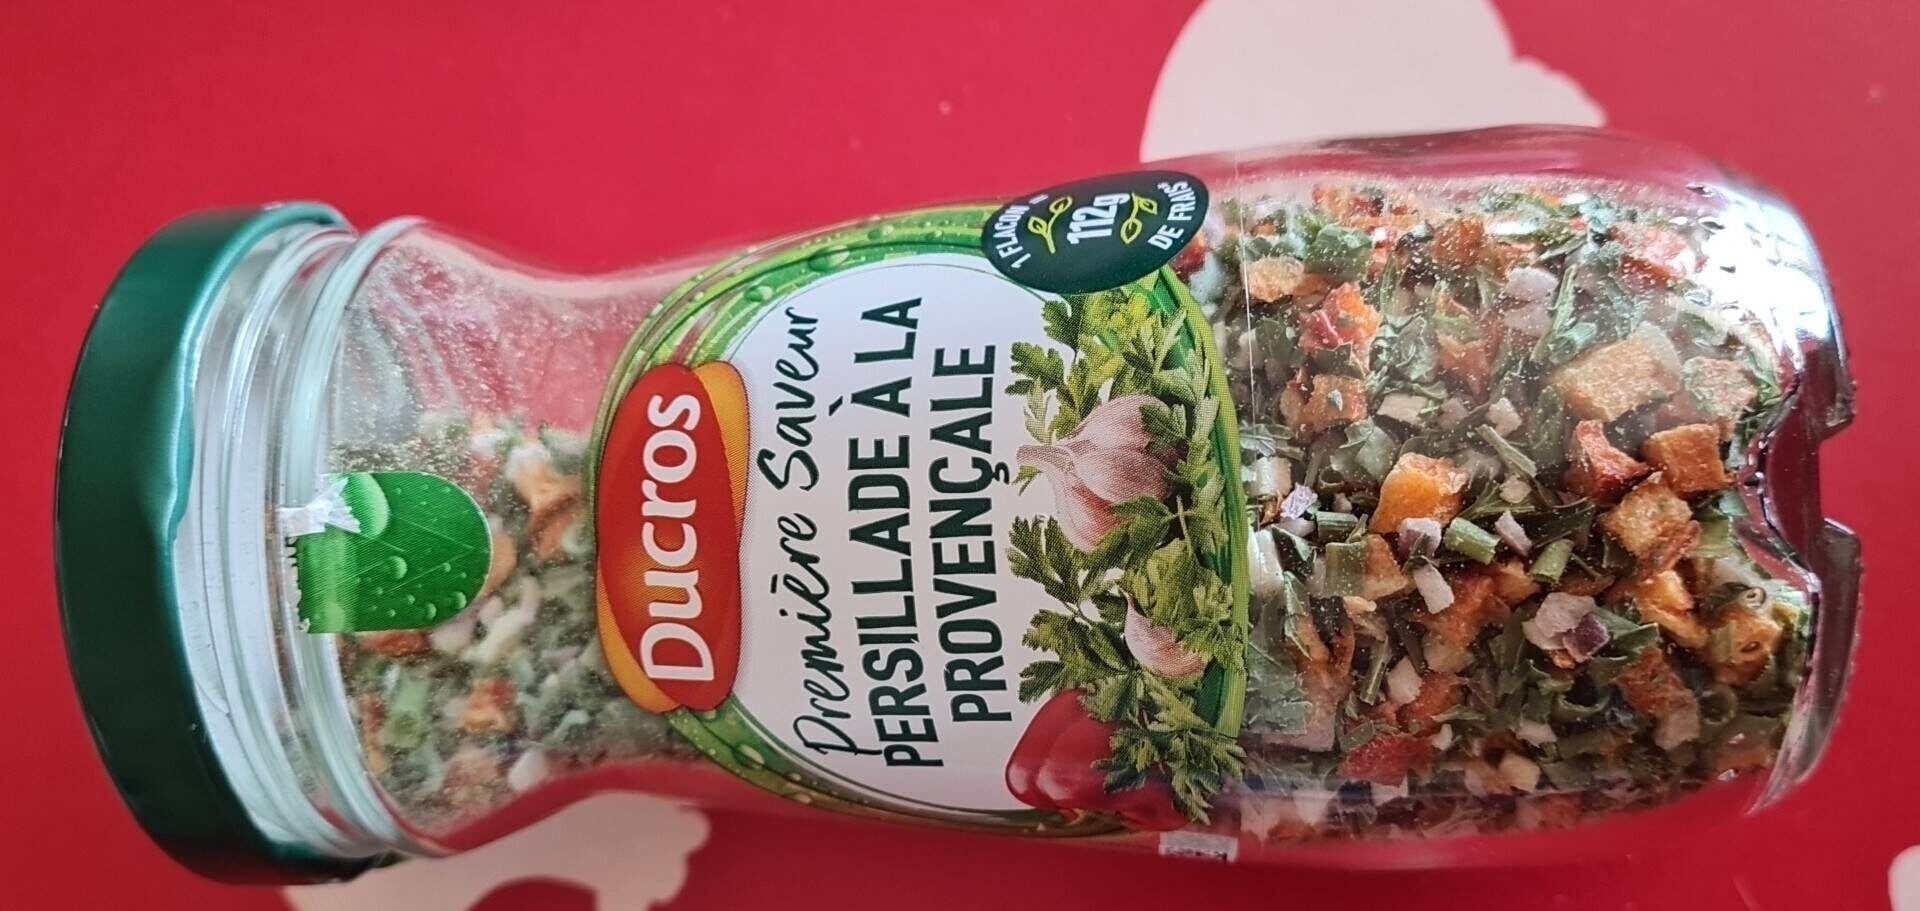 1 FLACON =
112g
DE FRAIS*
Ducros
Première Saveur
PERSILLADE À LA
PROVENÇALE